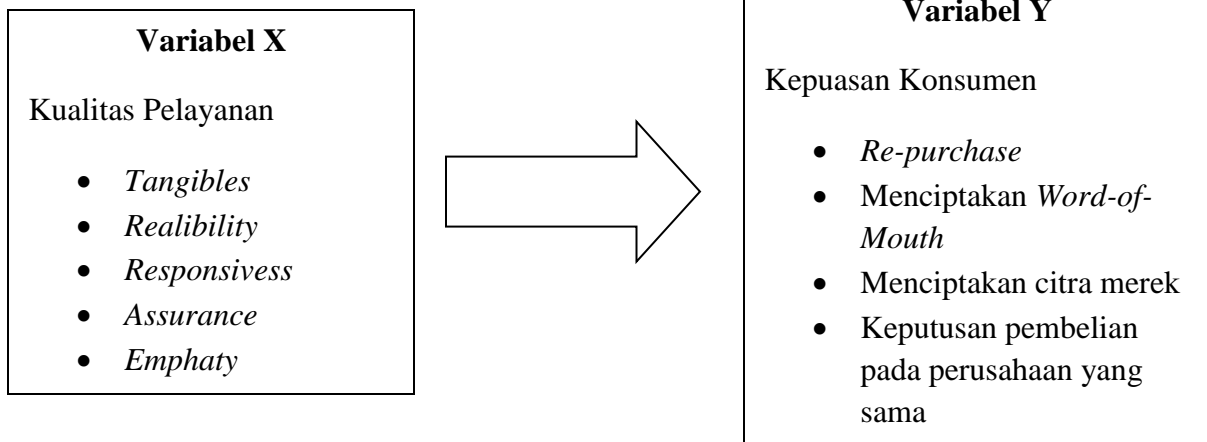 Variabel X
Kualitas Pelayanan
• Tangibles
• Realibility
• Responsivess
• Assurance
• Emphaty
Variabel Y
Kepuasan Konsumen
• Re-purchase
• Menciptakan Word-of-
Mouth
• Menciptakan citra merek
• Keputusan pembelian
pada perusahaan yang
sama